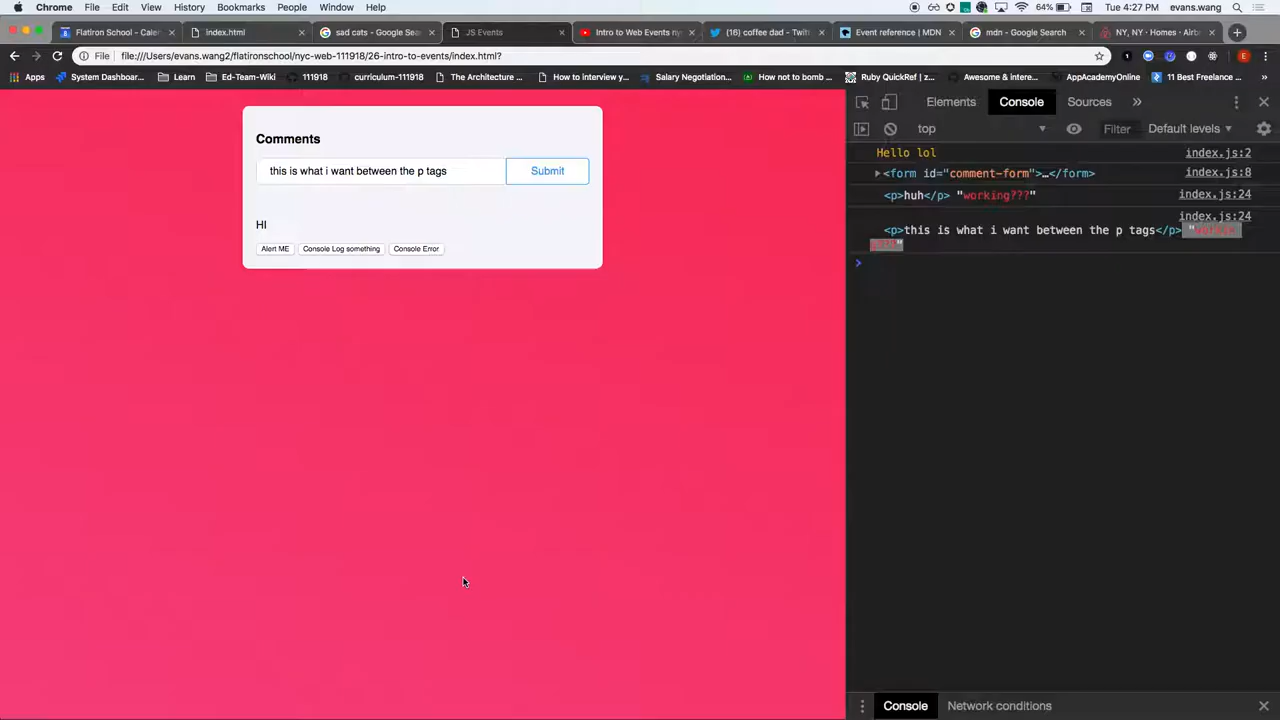 Chrome File Edit View History Bookmarks People Window Help 64% Tue 4:27 PM evans.wang
Flatiron School - Calen
index.html
sad cats - Google Sear
JS Events
Intro to Web Events ny
(16) coffee dad - Twitt
Event reference | MDN
mdn - Google Search
NY, NY · Homes · Airb
File file:///Users/evans.wang2/flatironschool/nyc-web-111918/26-intro-to-events/index.html?
Apps System Dashboar... Learn Ed-Team-Wiki 111918 curriculum-111918 The Architecture ... How to interview y... Salary Negotiation... How not to bomb ... Ruby QuickRef // z... Awesome & intere... AppAcademyOnline 11 Best Freelance ...
Comments
this is what i want between the p tags Submit
HI
Alert ME Console Log something Console Error
Elements Console Sources »
top Filter Default levels
Hello lol index.js:2
<form id="comment-form">…</form> index.js:8
<p>huh</p> "working???" index.js:24
index.js:24
<p>this is what i want between the p tags</p>
Console Network conditions